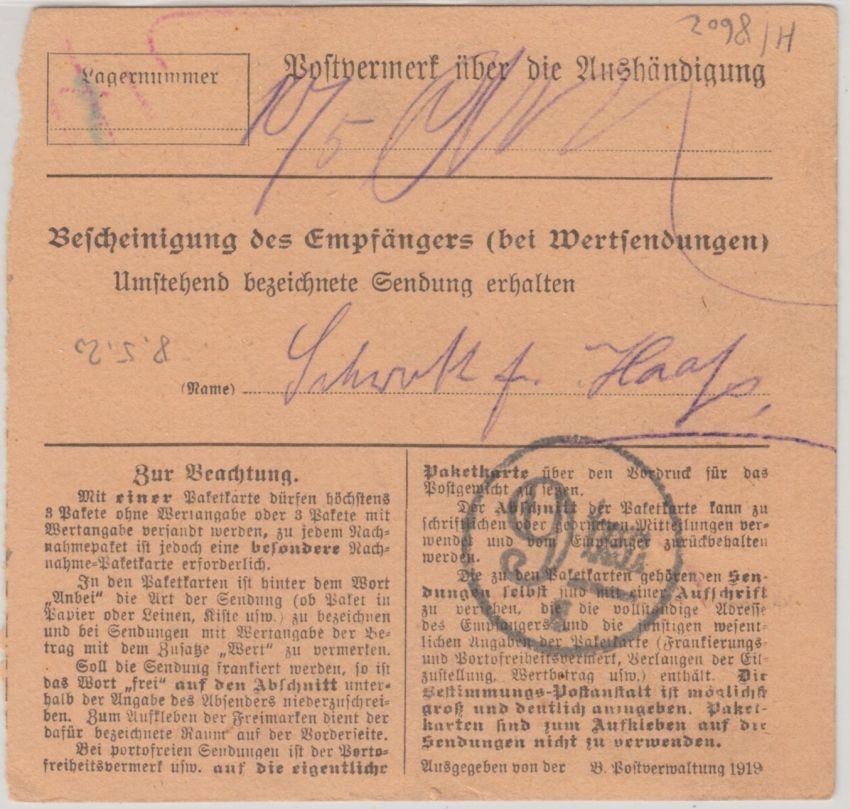 2098/H
Lagernummer
Postvermerk über die Aushändigung
10/5
Bescheinigung des Empfängers (bei Wertsendungen)
Umstehend bezeichnete Sendung erhalten
8.5.
(Name)
f. Haas
Zur Beachtung.
Mit einer Paketkarte dürfen höchstens
3 Pakete ohne Wertangabe oder 3 Pakete mit
Wertangabe versandt werden, zu jedem Nach-
nahmepaket ist jedoch eine besondere Nach-
nahme-Paketkarte erforderlich.
In den Paketkarten ist hinter dem Wort
„Anbei" die Art der Sendung (ob Paket in
Papier oder Leinen, Kiste usw.) zu bezeichnen
und bei Sendungen mit Wertangabe der Be-
trag mit dem Zusatze „Wert" zu vermerken.
Soll die Sendung frankiert werden, so ist
das Wort „frei" auf den Abschnitt unter-
halb der Angabe des Absenders niederzuschrei-
ben. Zum Aufkleben der Freimarken dient der
dafür bezeichnete Raum auf der Vorderseite.
Bei portofreien Sendungen ist der Porto-
freiheitsvermerk usw. auf die eigentliche
Paketkarte über den Vordruck für das
Postgewicht zu setzen.
Der Abschnitt der Paketkarte kann zu
schriftlichen oder gedruckten Mitteilungen ver-
wendet und vom Empfänger zurückbehalten
werden.
Die zu den Paketkarten gehörenden Sen-
dungen selbst sind mit einer Aufschrift
zu versehen, die die vollständige Adresse
des Empfängers und die sonstigen wesent-
lichen Angaben der Paketkarte (Frankierungs-
und Portofreiheitsvermerk, Verlangen der Eil-
zustellung, Wertbetrag usw.) enthält. Die
Bestimmungs-Postanstalt ist möglichst
groß und deutlich anzugeben. Paket-
karten sind zum Aufkleben auf die
Sendungen nicht zu verwenden.
Ausgegeben von der B. Postverwaltung 1919
9